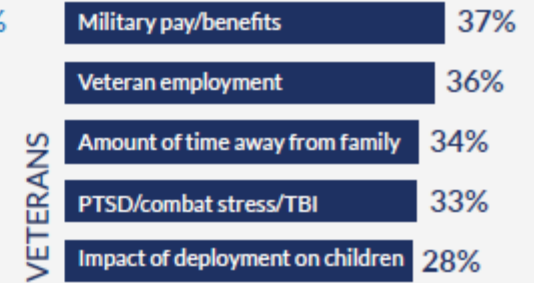 %
Military pay/benefits 37%
Veteran employment 36%
Amount of time away from family 34%
PTSD/combat stress/TBI 33%
Impact of deployment on children 28%
VETERANS